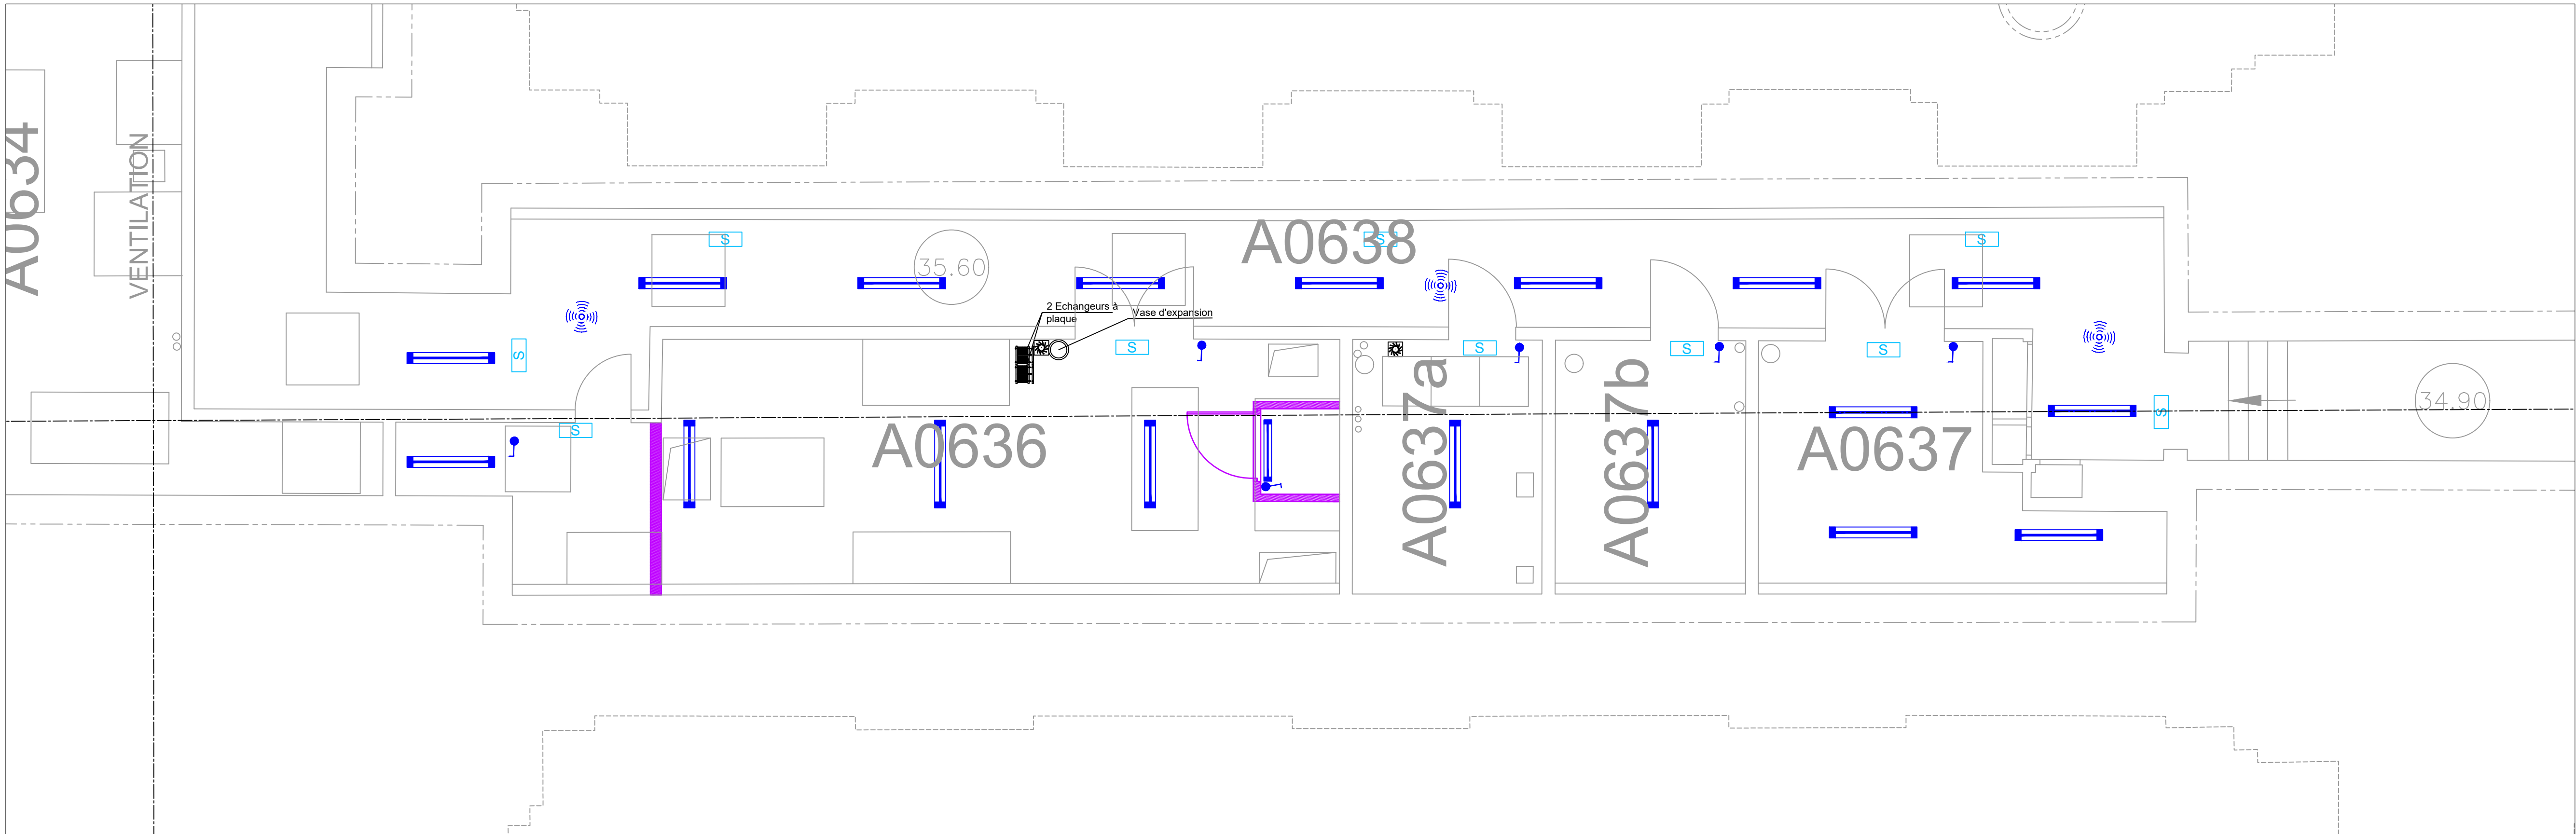 A0634
VENTILATION
S
S
S
A0638
35.60
2 Echangeurs à
plaque
Vase d'expansion
S
S
S
S
S
S
S
A0636
A0637a
A0637b
A0637
34.90